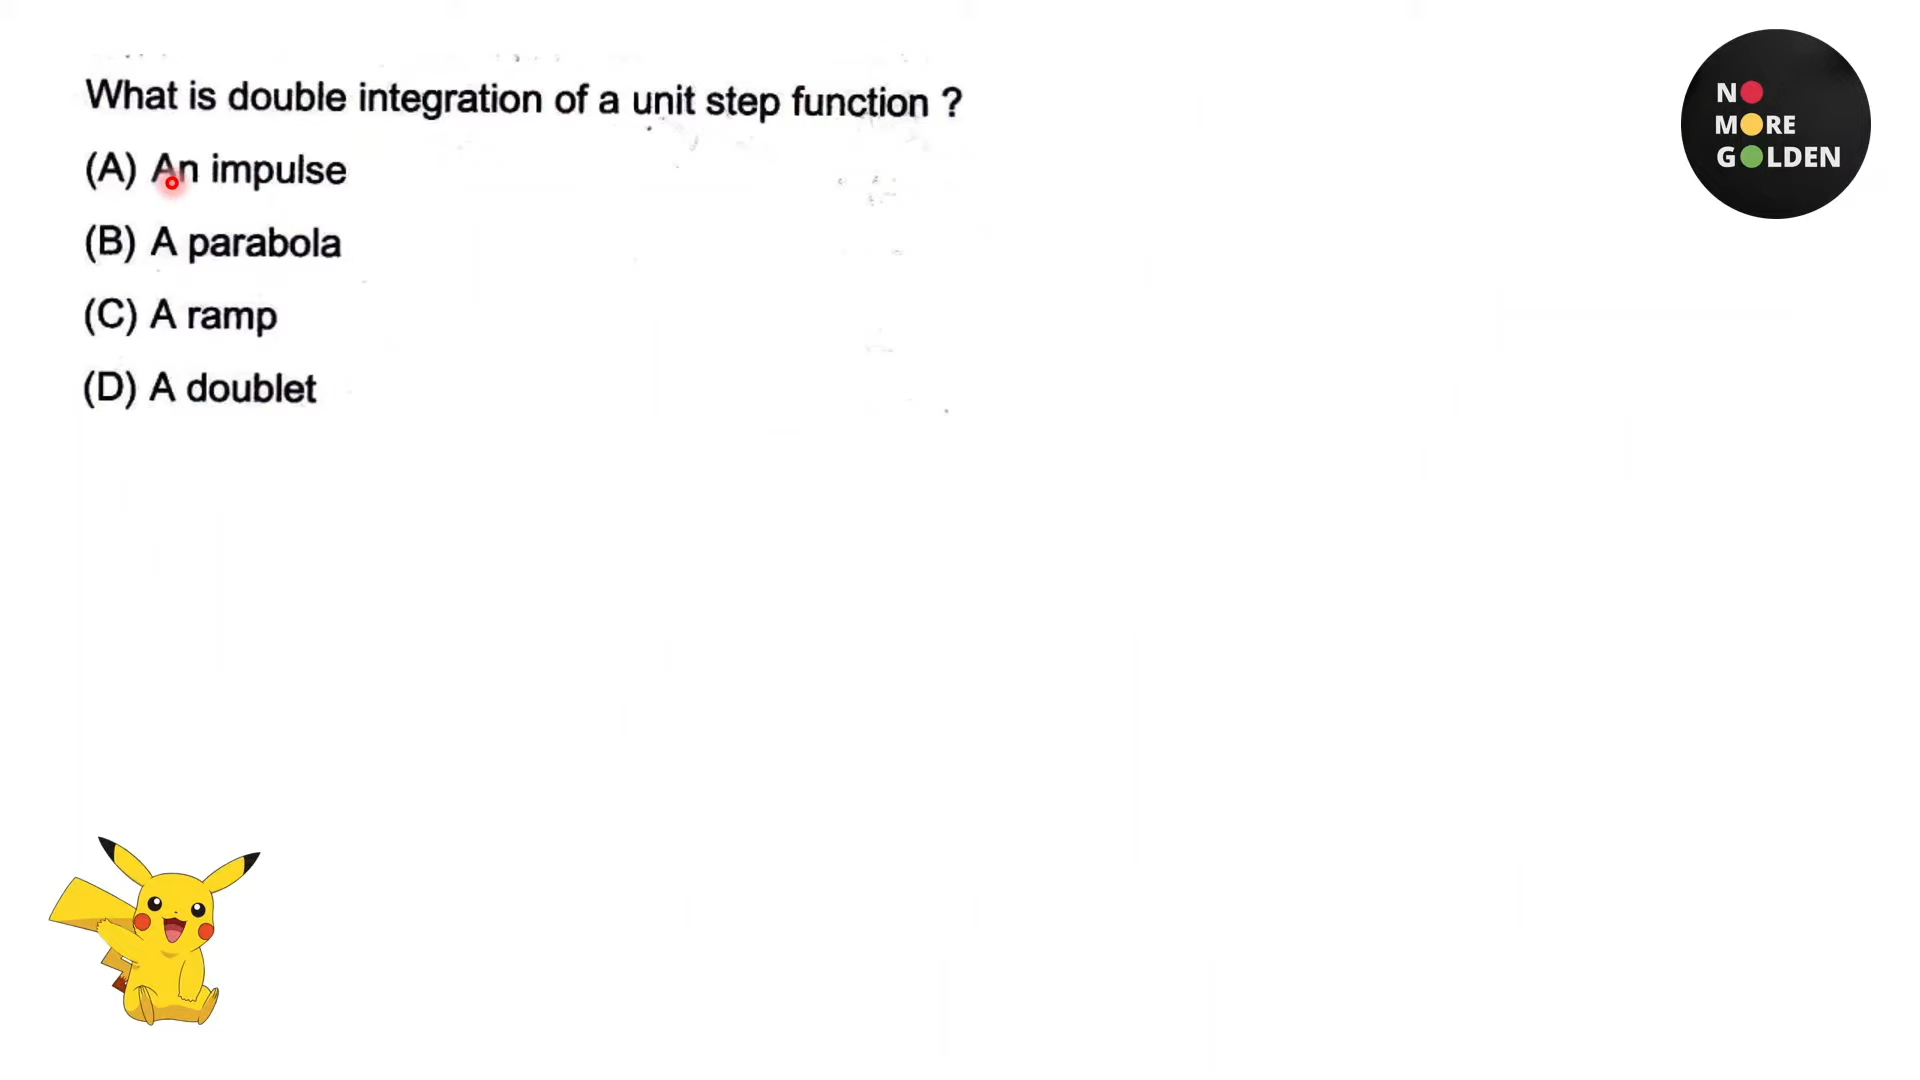 What is double integration of a unit step function ?
(A) An impulse
(B) A parabola
(C) A ramp
(D) A doublet
NO
MORE
GOLDEN